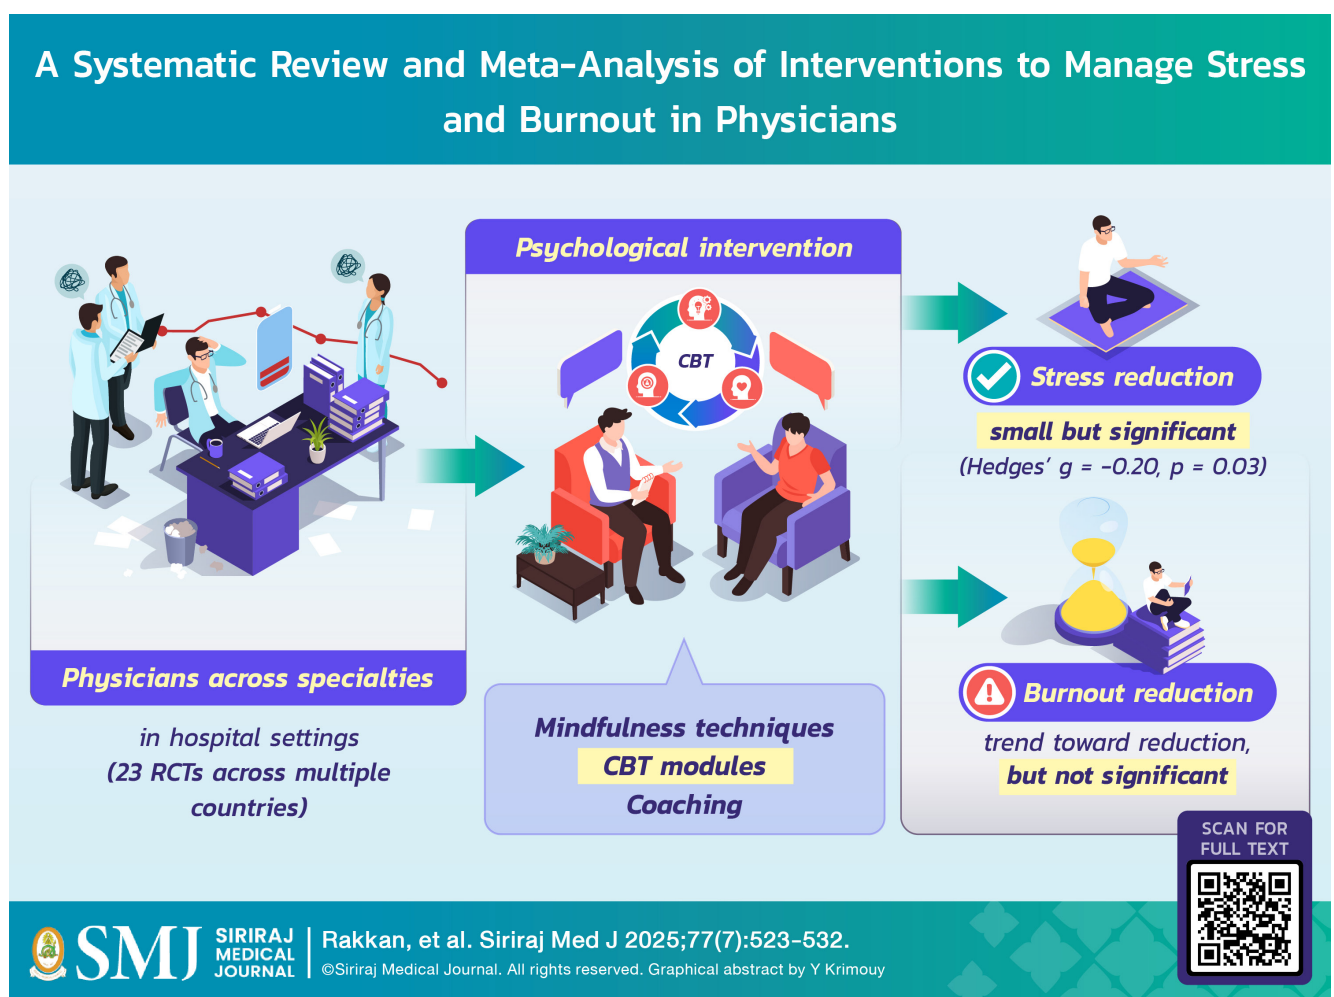 A Systematic Review and Meta-Analysis of Interventions to Manage Stress
and Burnout in Physicians
Physicians across specialties
in hospital settings
(23 RCTs across multiple
countries)
Psychological intervention
CBT
Mindfulness techniques
CBT modules
Coaching
Stress reduction
small but significant
(Hedges' g = -0.20, p = 0.03)
Burnout reduction
trend toward reduction,
but not significant
SCAN FOR
FULL TEXT
SMJ
SIRIRAJ
MEDICAL
JOURNAL
Rakkan, et al. Siriraj Med J 2025;77(7):523-532.
©Siriraj Medical Journal. All rights reserved. Graphical abstract by Y Krimouy